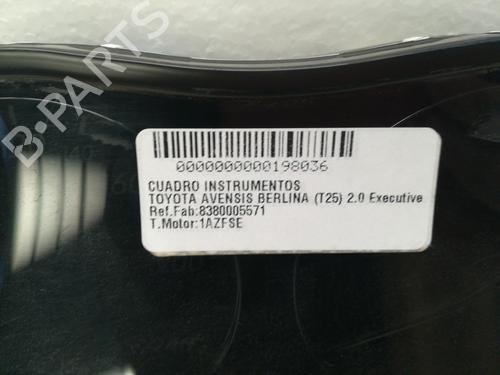 B-PARTS
0000000000198036
CUADRO INSTRUMENTOS
TOYOTA AVENSIS BERLINA (T25) 2.0 Executive
Ref.Fab:8380005571
T.Motor:1AZFSE